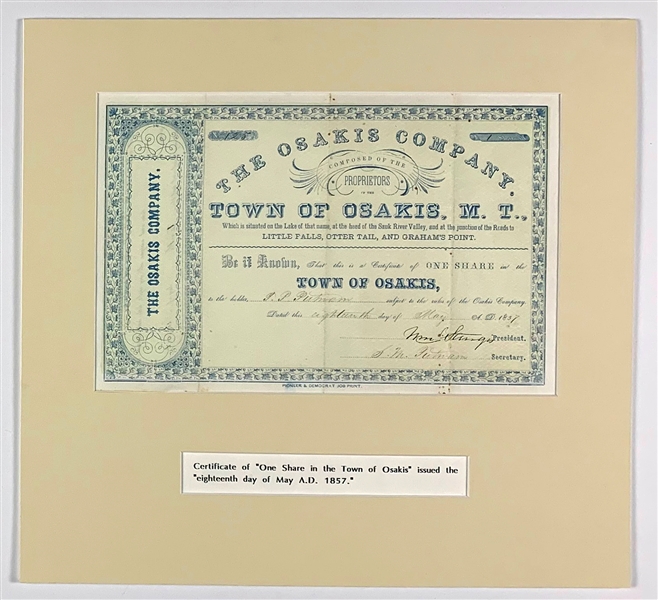 THE OSAKIS COMPANY,
COMPOSED OF THE
PROPRIETORS
OF THE
TOWN OF OSAKIS, M. T.,
Which is situated on the Lake of that name, at the head of the Sauk River Valley, and at the junction of the Roads to
LITTLE FALLS, OTTER TAIL, AND GRAHAM'S POINT.
Be it Known, That this is a Certificate of ONE SHARE in the
TOWN OF OSAKIS,
to the holder, Putnam subject to the rules of the Osakis Company.
Dated this eighteenth day of May A. D. 1857
President.
Putnam Secretary.
THE OSAKIS COMPANY.
PIONEER & DEMOCRAT JOB PRINT.
Certificate of "One Share in the Town of Osakis" issued the
"eighteenth day of May A.D. 1857."